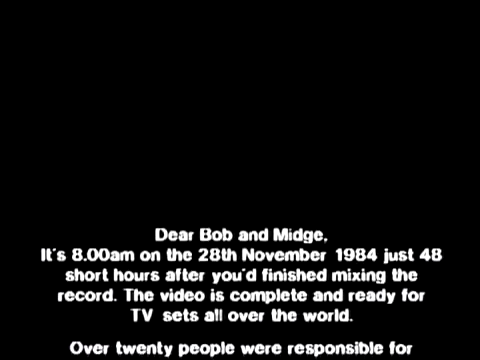 Dear Bob and Midge,
It's 8.00am on the 28th November 1984 just 48
short hours after you'd finished mixing the
record. The video is complete and ready for
TV sets all over the world.
Over twenty people were responsible for